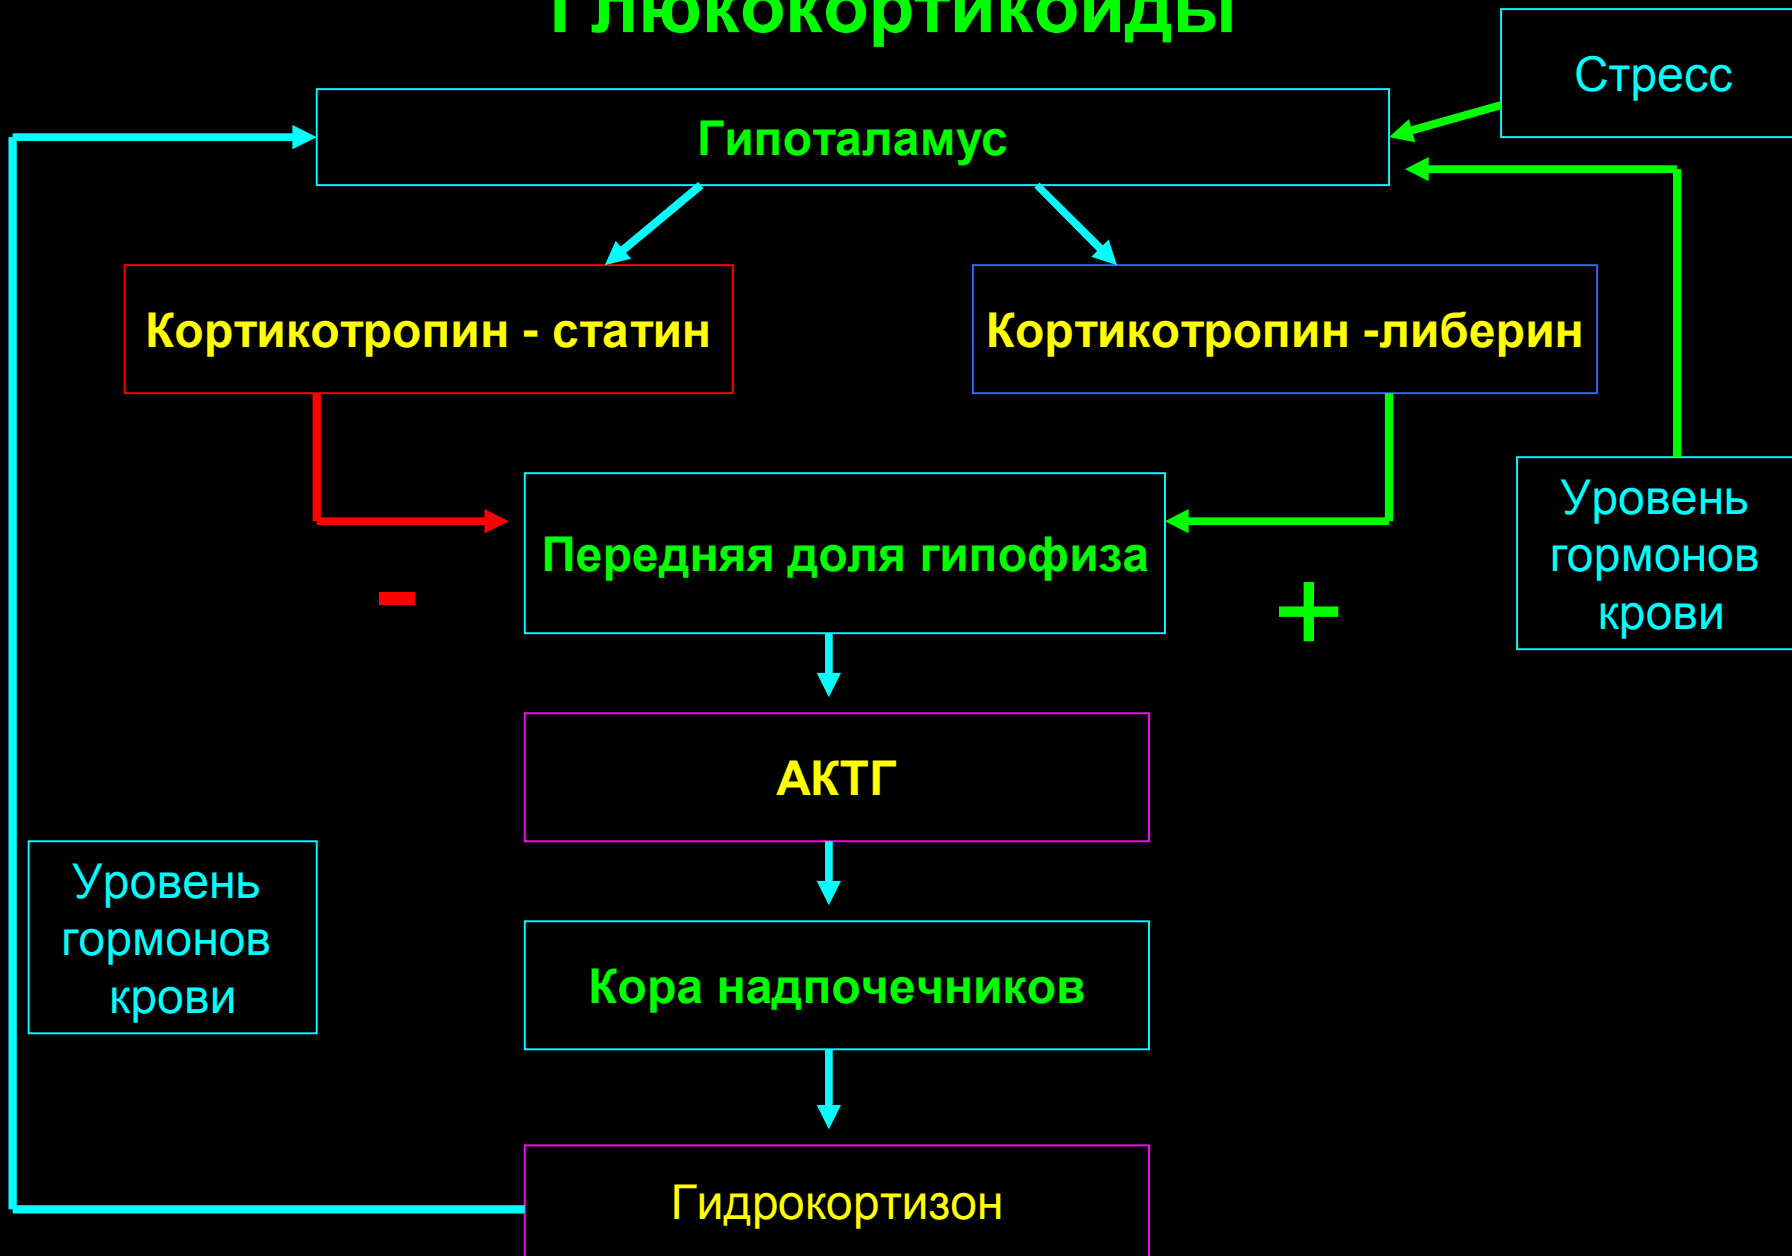 Глюкокортикоиды
Стресс
Гипоталамус
Кортикотропин - статин
Кортикотропин -либерин
Уровень
гормонов
крови
Передняя доля гипофиза
-
+
АКТГ
Уровень
гормонов
крови
Кора надпочечников
Гидрокортизон